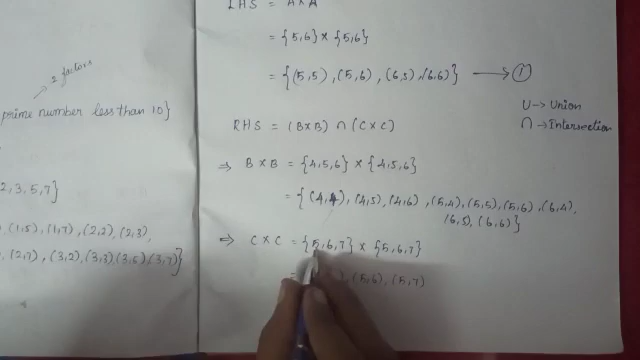 LHS = A×A
= {5,6} × {5,6}
= {(5,5), (5,6), (6,5), (6,6)} ⟶ ①
RHS = (B×B) ∩ (C×C)
⇒ B×B = {4,5,6} × {4,5,6}
= {(4,4), (4,5), (4,6), (5,4), (5,5), (5,6), (6,4),
(6,5), (6,6)}
⇒ C×C = {5,6,7} × {5,6,7}
= (5,6), (5,7)
U → Union
∩ → Intersection
2 factors
prime number less than 10}
2,3,5,7}
, (1,5), (1,7), (2,2), (2,3),
, (2,7), (3,2), (3,3), (3,5), (3,7)}